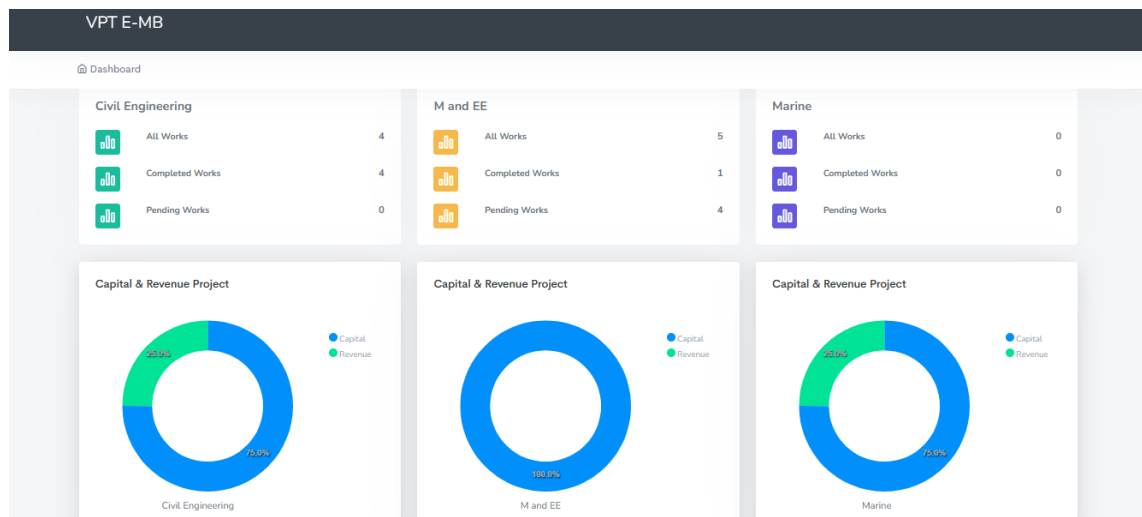 VPT E-MB
Dashboard
Civil Engineering
All Works 4
Completed Works 4
Pending Works 0
M and EE
All Works 5
Completed Works 1
Pending Works 4
Marine
All Works 0
Completed Works 0
Pending Works 0
Capital & Revenue Project
Capital
Revenue
25.0%
75.0%
Civil Engineering
Capital & Revenue Project
Capital
Revenue
100.0%
M and EE
Capital & Revenue Project
Capital
Revenue
25.0%
75.0%
Marine